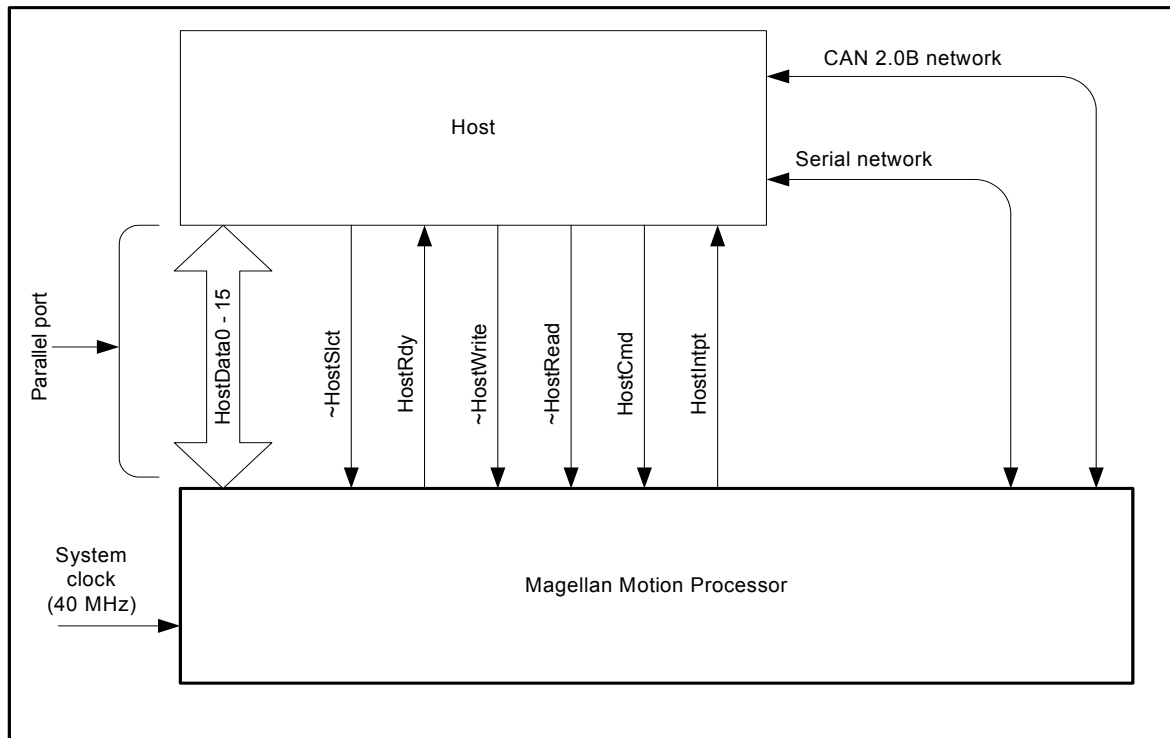 CAN 2.0B network
Host
Serial network
Parallel port
HostData0 - 15
~HostSlct
HostRdy
~HostWrite
~HostRead
HostCmd
HostIntpt
System
clock
(40 MHz)
Magellan Motion Processor